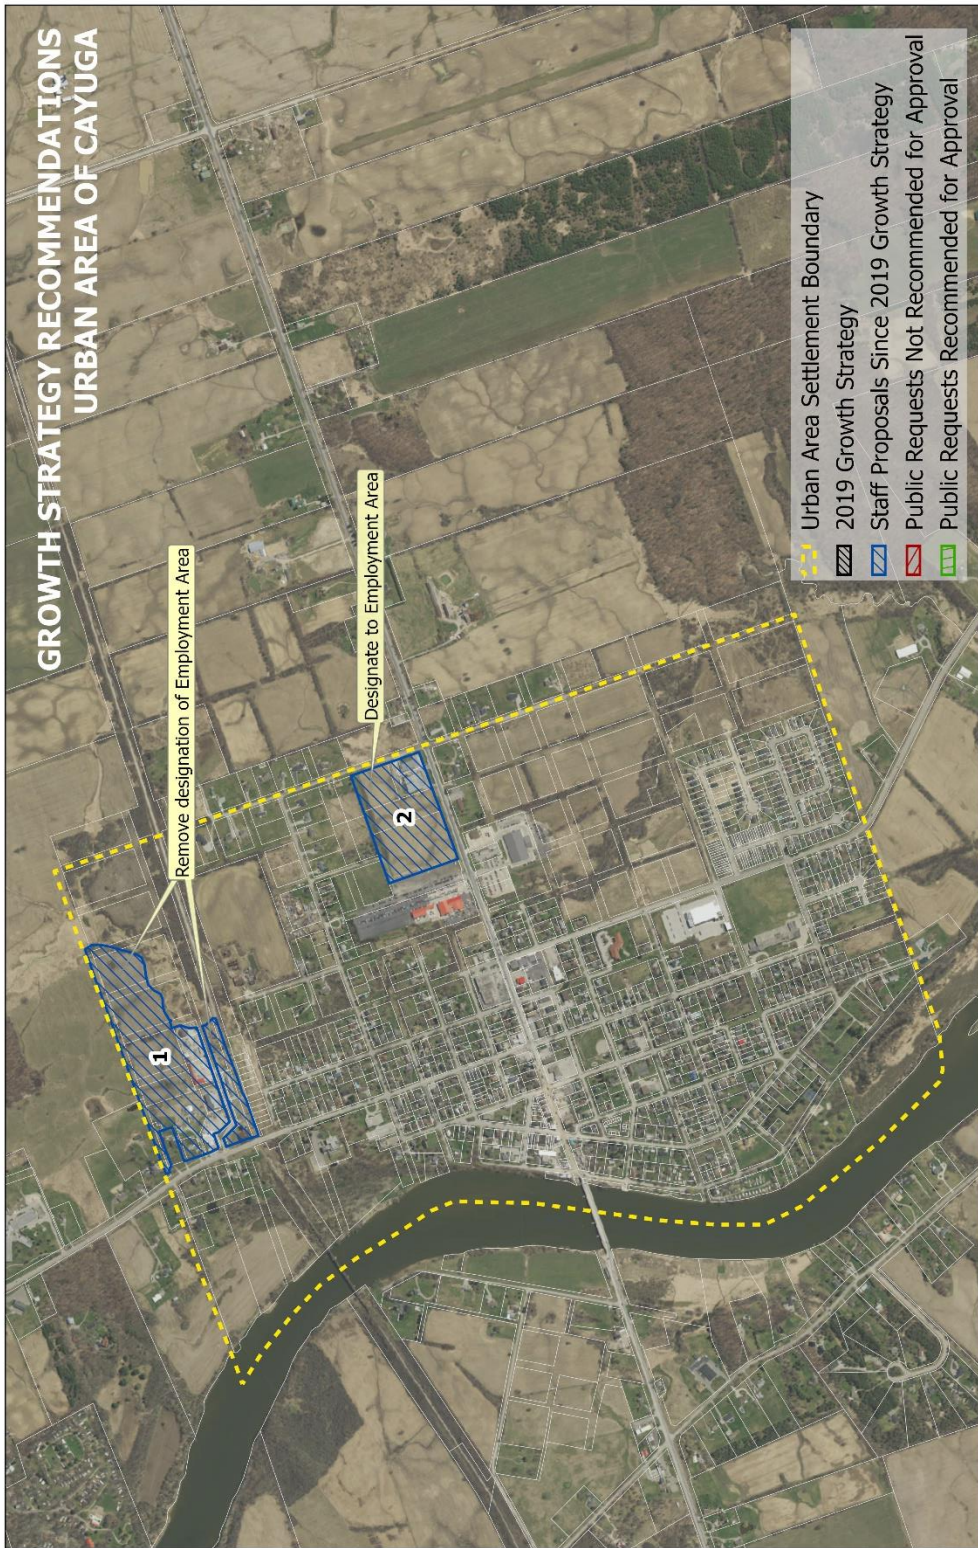 GROWTH STRATEGY RECOMMENDATIONS
URBAN AREA OF CAYUGA
Remove designation of Employment Area
Designate to Employment Area
1
2
Urban Area Settlement Boundary
2019 Growth Strategy
Staff Proposals Since 2019 Growth Strategy
Public Requests Not Recommended for Approval
Public Requests Recommended for Approval